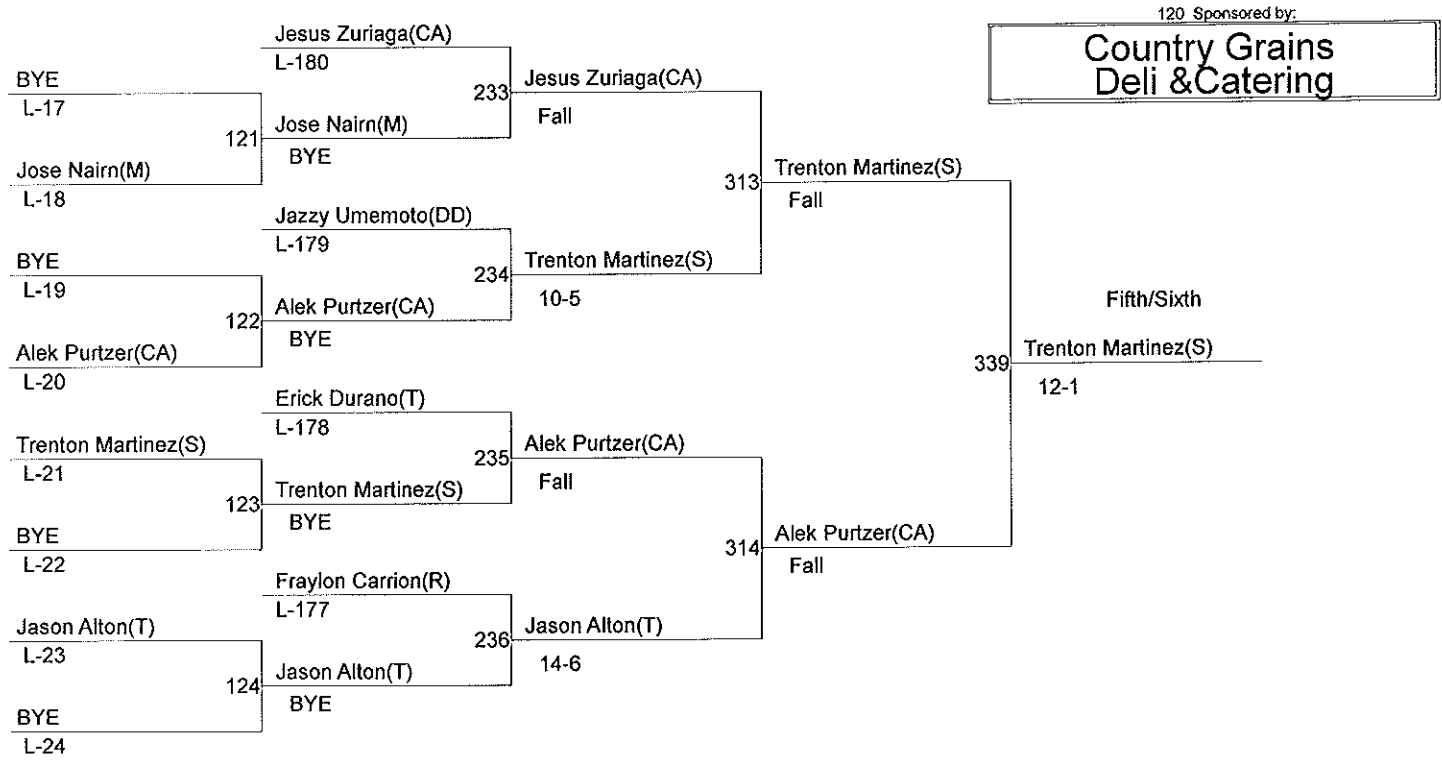 120 Sponsored by:
Country Grains
Deli &Catering
Jesus Zuriaga(CA)
L-180
BYE
L-17
233
Jesus Zuriaga(CA)
Fall
121
Jose Nairn(M)
BYE
Jose Nairn(M)
L-18
313
Trenton Martinez(S)
Fall
Jazzy Umemoto(DD)
L-179
BYE
L-19
234
Trenton Martinez(S)
10-5
122
Alek Purtzer(CA)
BYE
Alek Purtzer(CA)
L-20
Fifth/Sixth
339
Trenton Martinez(S)
12-1
Erick Durano(T)
L-178
Trenton Martinez(S)
L-21
235
Alek Purtzer(CA)
Fall
123
Trenton Martinez(S)
BYE
BYE
L-22
314
Alek Purtzer(CA)
Fall
Fraylon Carrion(R)
L-177
Jason Alton(T)
L-23
236
Jason Alton(T)
14-6
124
Jason Alton(T)
BYE
BYE
L-24